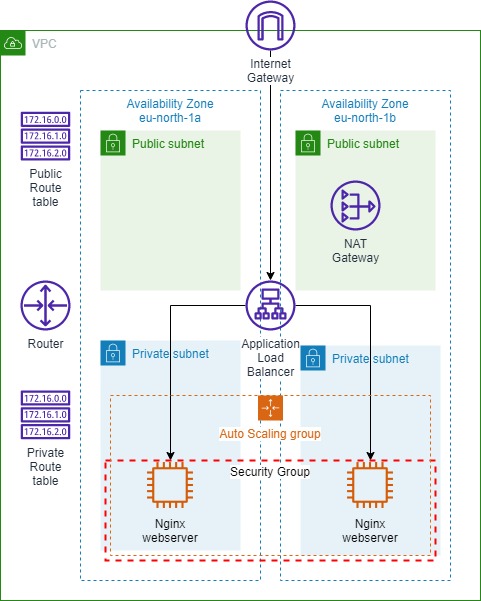 Internet
Gateway
VPC
Availability Zone
eu-north-1a
Availability Zone
eu-north-1b
172.16.0.0
172.16.1.0
172.16.2.0
Public
Route
table
Public subnet
Public subnet
NAT
Gateway
Router
Application
Load
Balancer
Private subnet
Private subnet
172.16.0.0
172.16.1.0
172.16.2.0
Private
Route
table
Auto Scaling group
Security Group
Nginx
webserver
Nginx
webserver